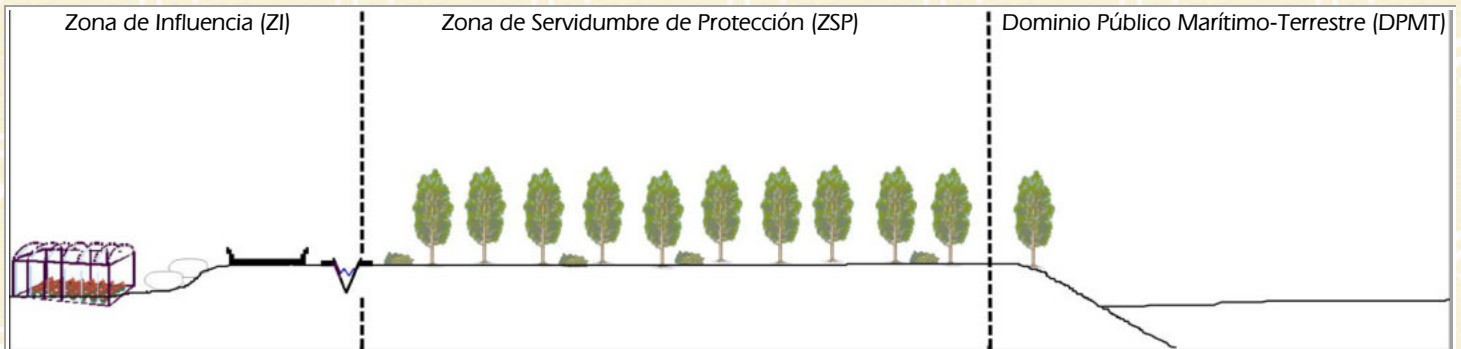 Zona de Influencia (ZI)
Zona de Servidumbre de Protección (ZSP)
Dominio Público Marítimo-Terrestre (DPMT)